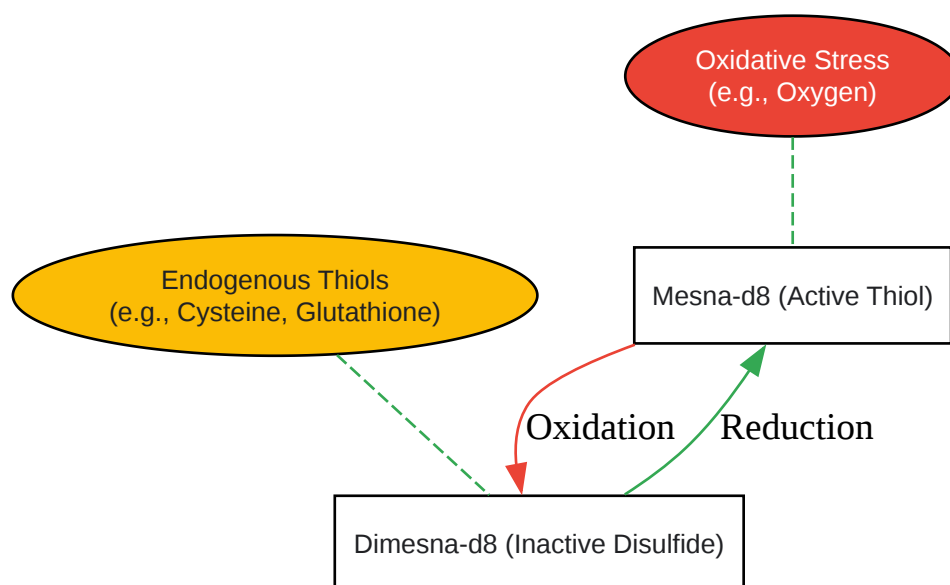 Oxidative Stress
(e.g., Oxygen)
Endogenous Thiols
(e.g., Cysteine, Glutathione)
Mesna-d8 (Active Thiol)
Oxidation
Reduction
Dimesna-d8 (Inactive Disulfide)